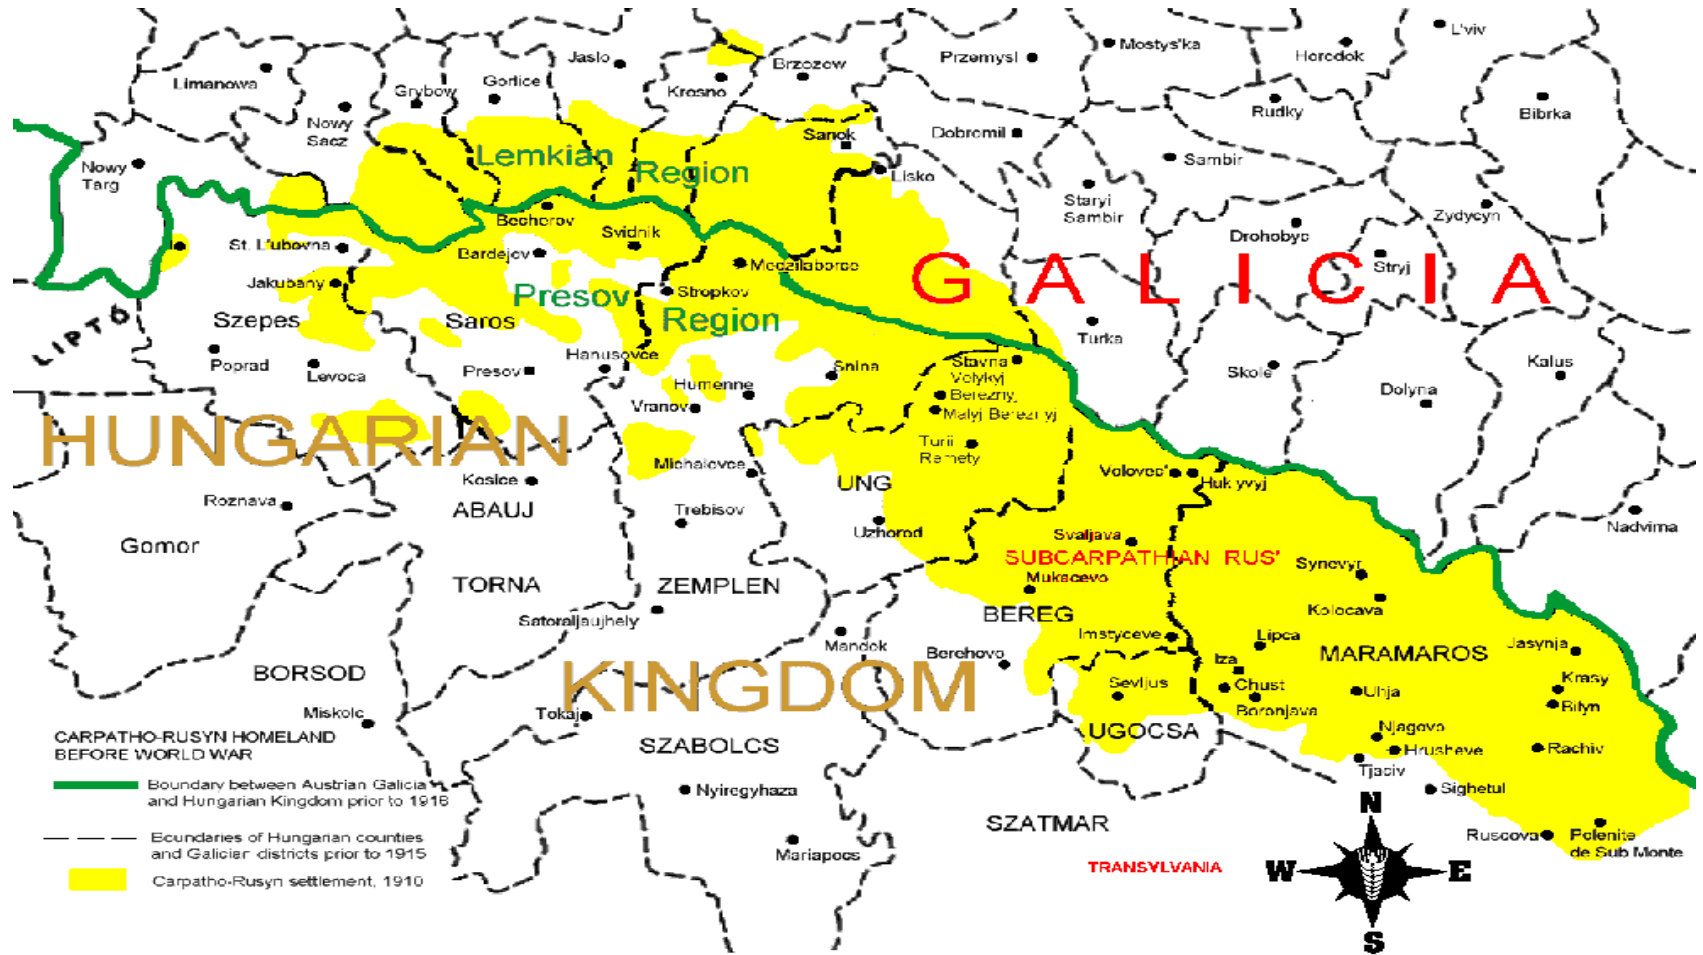 L'viv
Mostys'ka
Horodok
Przemysl
Jaslo
Brzozow
Limanowa
Grybow
Gorlice
Krosno
Rudky
Bibrka
Nowy
Sacz
Sanok
Dobromil
Sambir
Lemkian
Region
Nowy
Targ
Lisko
Staryi
Sambir
Zydycyn
Becherov
Svidnik
Drohobyc
St. L'ubovna
Bardejov
Medzilaborce
Stryj
GALICIA
Jakubany
Presov
Region
Stropkov
LIPTO
Szepes
Saros
Turka
Hanusovce
Poprad
Levoca
Presov
Snina
Stavna
Volykyj
Bereznyj
Malyj Bereznyj
Skole
Dolyna
Kalus
Humenne
Vranov
HUNGARIAN
Turii
Remety
Michalovce
Volovec'
Huklyvyj
Kosice
UNG
Roznava
ABAUJ
Trebisov
Uzhorod
Nadvirna
Gomor
Svaljava
SUBCARPATHIAN RUS'
Synevyr
TORNA
ZEMPLEN
Mukacevo
Kolocava
Satoraljaujhely
BEREG
Imstyceve
Lipca
Mandok
Berehovo
MARAMAROS
Jasynja
BORSOD
KINGDOM
Iza
Sevljus
Chust
Boronjava
Uhja
Krasy
Bilyn
Miskolc
Tokaj
UGOCSA
Njagovo
Hrusheve
Rachiv
SZABOLCS
Tjaciv
CARPATHO-RUSYN HOMELAND
BEFORE WORLD WAR
Boundary between Austrian Galicia
and Hungarian Kingdom prior to 1918
Nyiregyhaza
Sighetul
N
SZATMAR
Ruscova
Polenite
de Sub Monte
Boundaries of Hungarian counties
and Galicien districts prior to 1915
Mariapocs
TRANSYLVANIA
W
E
Carpatho-Rusyn settlement, 1910
S